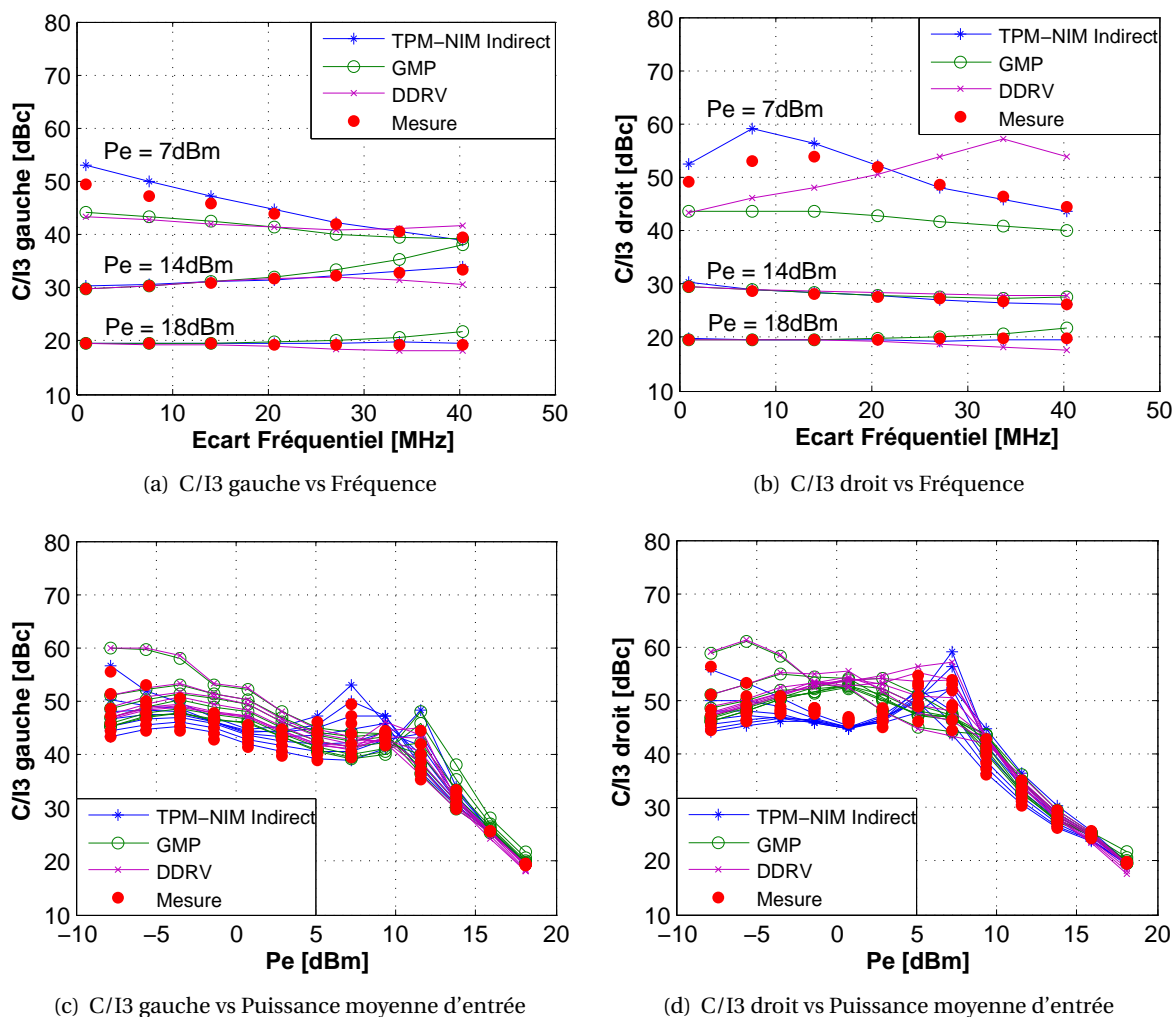 80
70
60
50
40
30
20
10
C/I3 gauche [dBc]
TPM−NIM Indirect
GMP
DDRV
Mesure
Pe = 7dBm
Pe = 14dBm
Pe = 18dBm
0 10 20 30 40 50
Ecart Fréquentiel [MHz]
(a) C/I3 gauche vs Fréquence
80
70
60
50
40
30
20
10
C/I3 droit [dBc]
TPM−NIM Indirect
GMP
DDRV
Mesure
Pe = 7dBm
Pe = 14dBm
Pe = 18dBm
0 10 20 30 40 50
Ecart Fréquentiel [MHz]
(b) C/I3 droit vs Fréquence
80
70
60
50
40
30
20
10
C/I3 gauche [dBc]
TPM−NIM Indirect
GMP
DDRV
Mesure
−10 −5 0 5 10 15 20
Pe [dBm]
(c) C/I3 gauche vs Puissance moyenne d'entrée
80
70
60
50
40
30
20
10
C/I3 droit [dBc]
TPM−NIM Indirect
GMP
DDRV
Mesure
−10 −5 0 5 10 15 20
Pe [dBm]
(d) C/I3 droit vs Puissance moyenne d'entrée